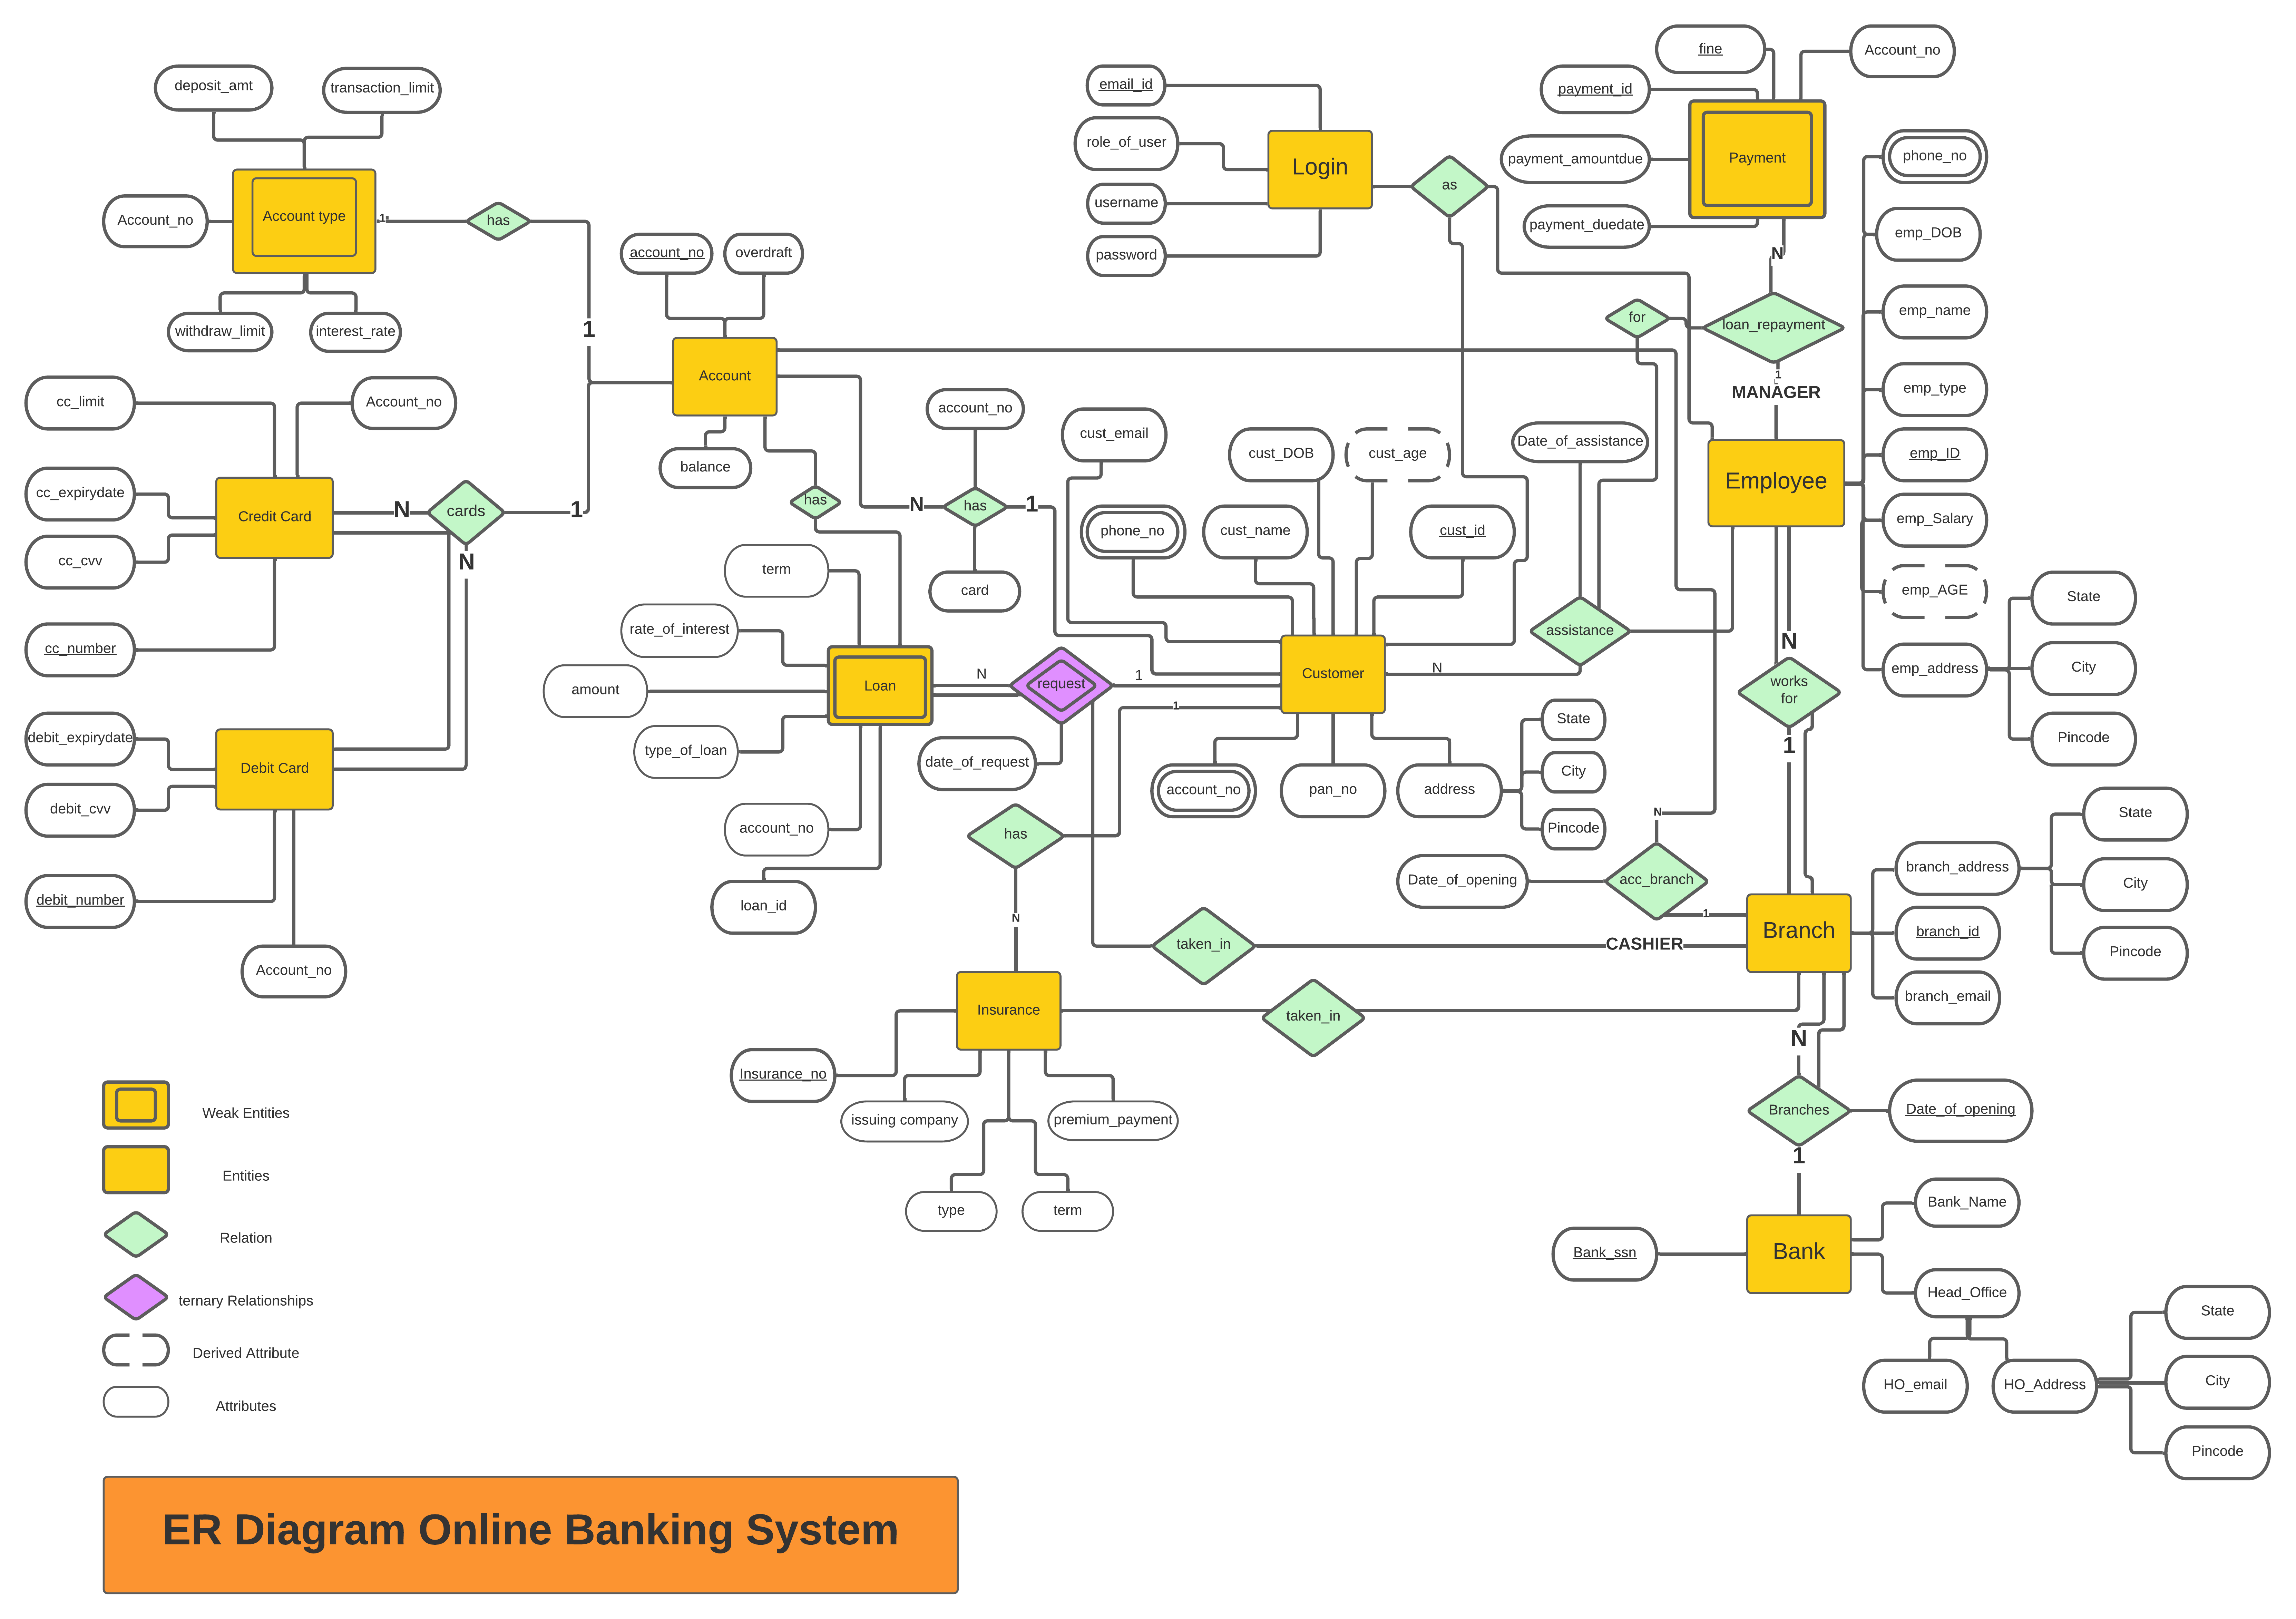 deposit_amt
transaction_limit
Account_no
Account type
withdraw_limit
interest_rate
1
has
1
cc_limit
Account_no
cc_expirydate
cc_cvv
cc_number
Credit Card
N
cards
1
N
debit_expirydate
debit_cvv
debit_number
Debit Card
Account_no
account_no
overdraft
Account
balance
has
account_no
N
has
1
card
term
rate_of_interest
amount
type_of_loan
account_no
loan_id
Loan
N
request
1
date_of_request
email_id
role_of_user
username
password
Login
as
fine
Account_no
payment_id
payment_amountdue
payment_duedate
Payment
N
for
loan_repayment
1
MANAGER
Employee
phone_no
emp_DOB
emp_name
emp_type
emp_ID
emp_Salary
emp_AGE
emp_address
State
City
Pincode
cust_email
cust_DOB
cust_age
phone_no
cust_name
cust_id
Customer
N
1
account_no
pan_no
address
State
City
Pincode
Date_of_assistance
assistance
N
works
for
1
has
N
taken_in
CASHIER
taken_in
N
acc_branch
Date_of_opening
1
Branch
branch_address
branch_id
branch_email
State
City
Pincode
Insurance
Insurance_no
issuing company
premium_payment
type
term
N
Branches
Date_of_opening
1
Bank
Bank_ssn
Bank_Name
Head_Office
HO_email
HO_Address
State
City
Pincode
Weak Entities
Entities
Relation
ternary Relationships
Derived Attribute
Attributes
ER Diagram Online Banking System